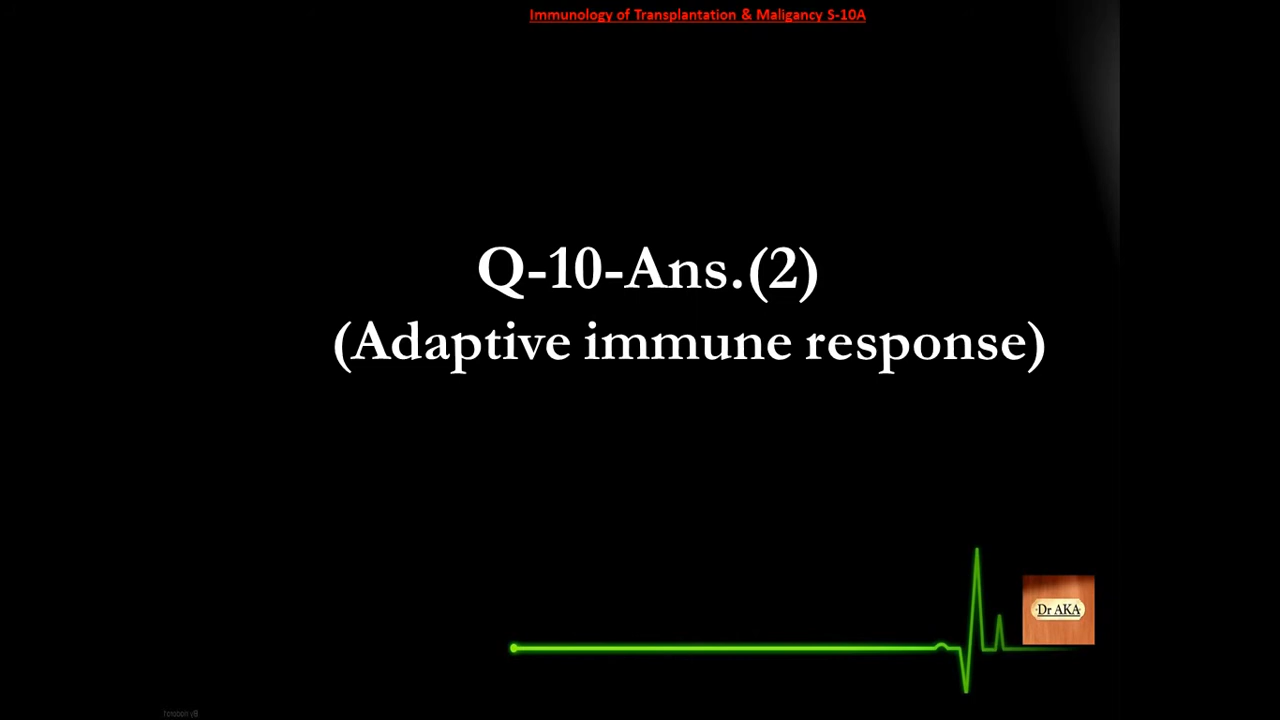 Immunology of Transplantation & Maligancy S-10A
Q-10-Ans.(2)
(Adaptive immune response)
Dr AKA